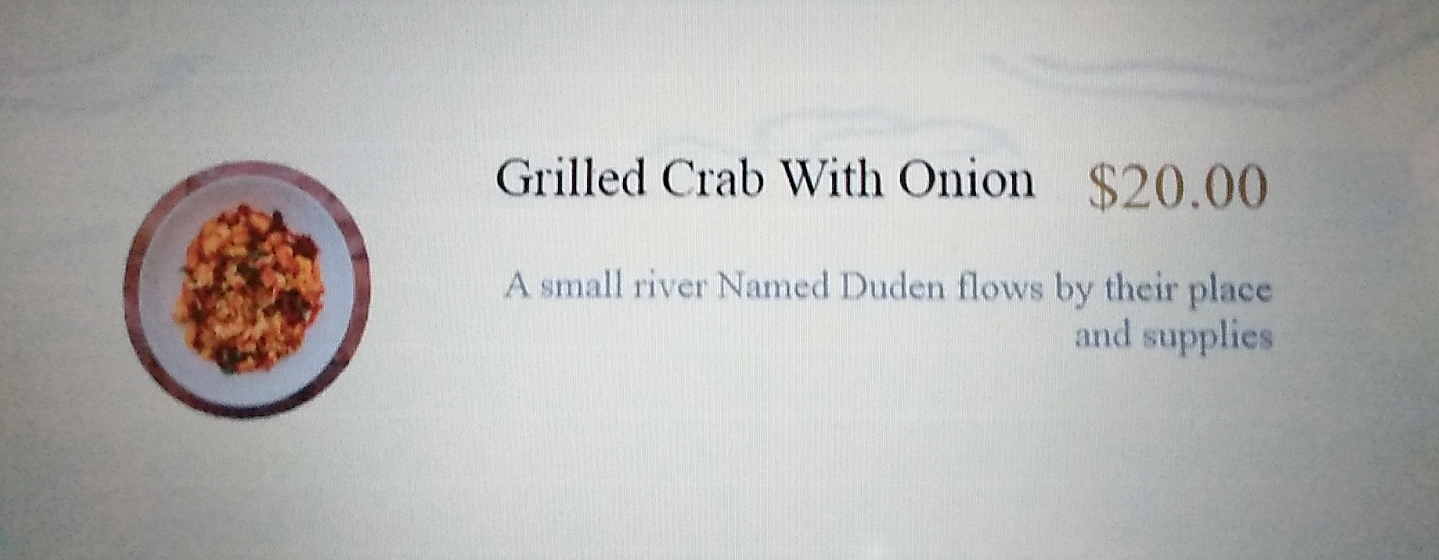 Grilled Crab With Onion $20.00
A small river Named Duden flows by their place
and supplies